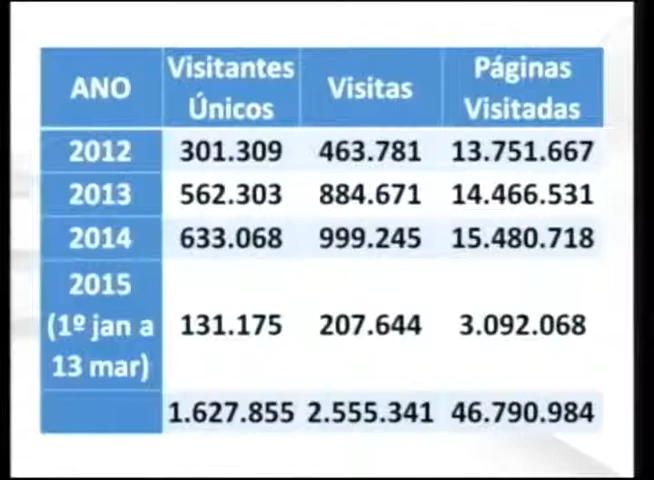 ANO Visitantes Únicos Visitas Páginas Visitadas
2012 301.309 463.781 13.751.667
2013 562.303 884.671 14.466.531
2014 633.068 999.245 15.480.718
2015 (1º jan a 13 mar) 131.175 207.644 3.092.068
1.627.855 2.555.341 46.790.984